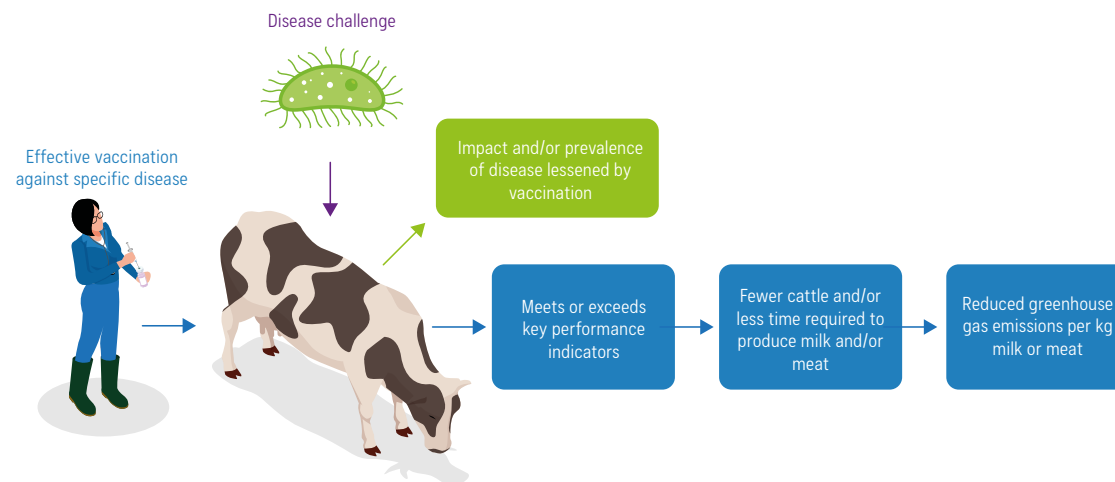 Disease challenge
Effective vaccination
against specific disease
Impact and/or prevalence
of disease lessened by
vaccination
Meets or exceeds
key performance
indicators
Fewer cattle and/or
less time required to
produce milk and/or
meat
Reduced greenhouse
gas emissions per kg
milk or meat